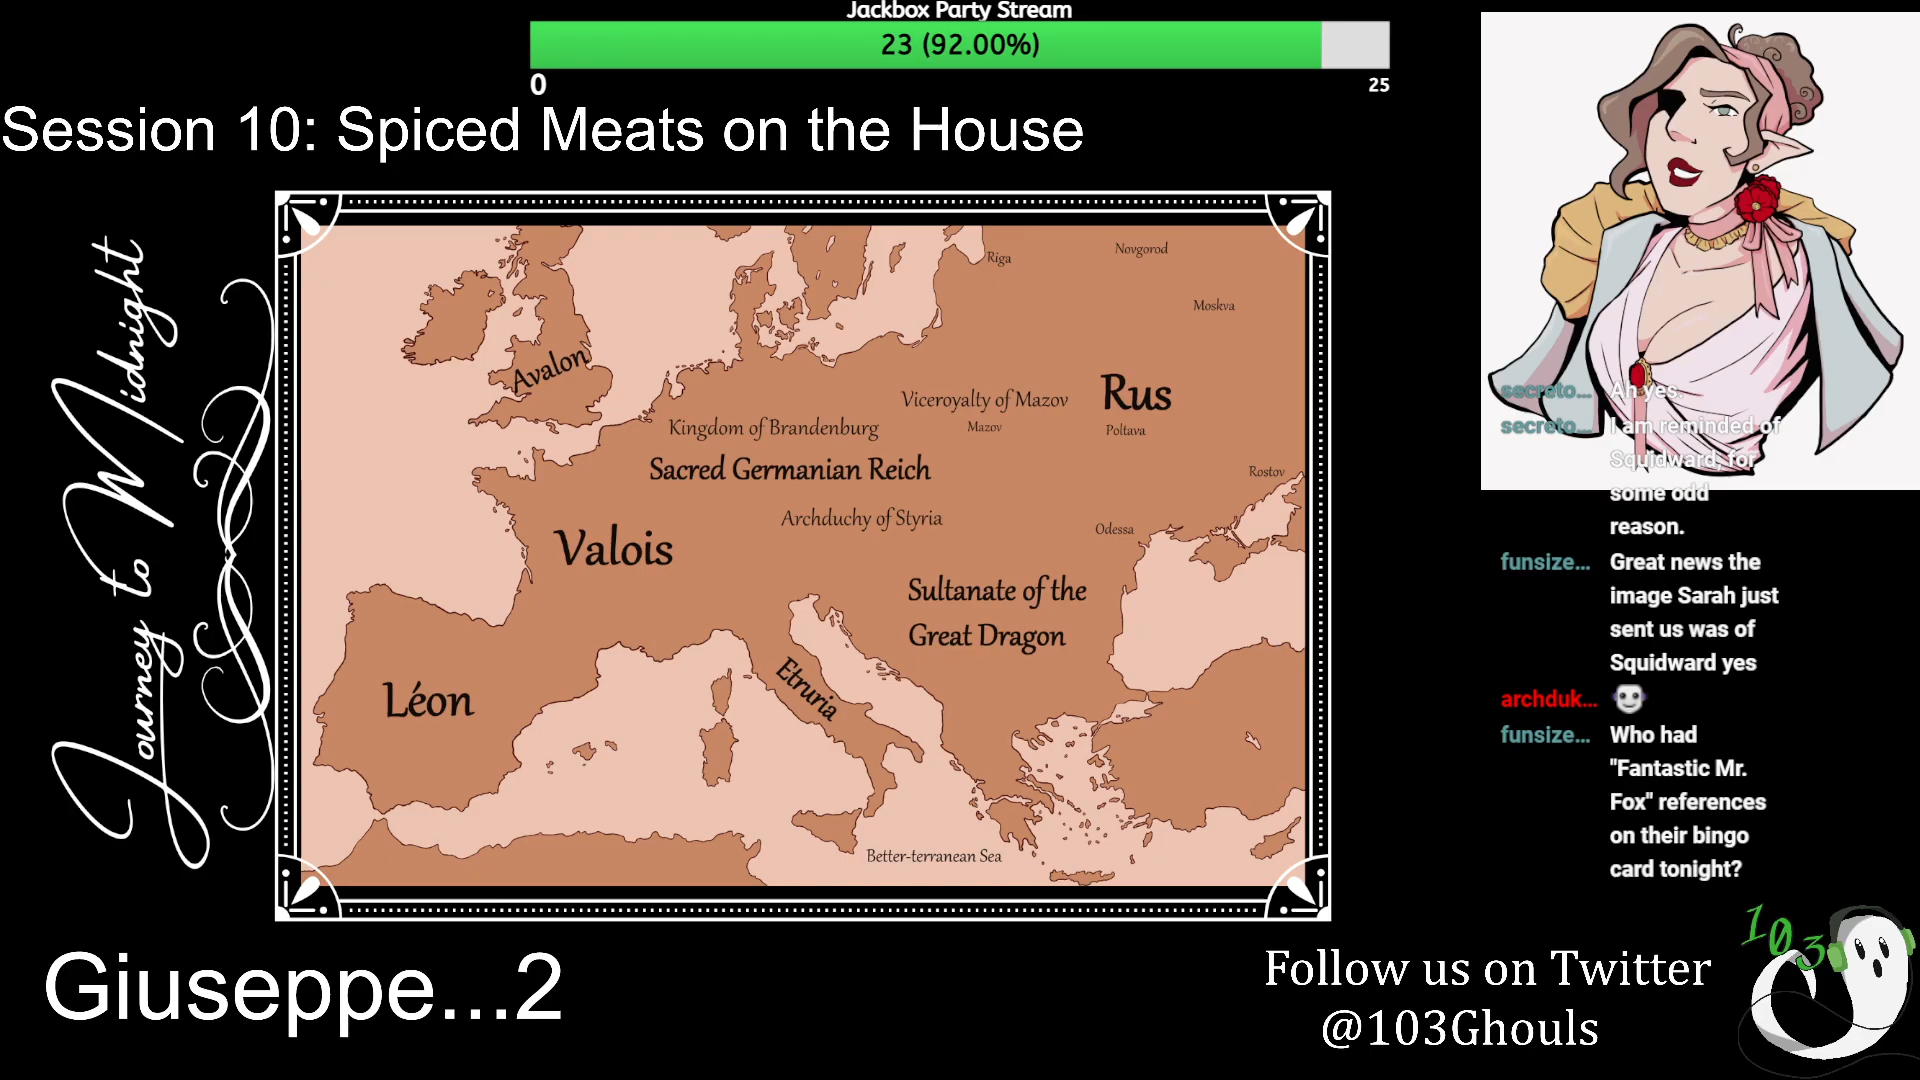 Jackbox Party Stream
23 (92.00%)
0
25
Session 10: Spiced Meats on the House
Journey to Midnight
Novgorod
Riga
Moskva
Avalon
Rus
Viceroyalty of Mazov
Mazov
Poltava
Kingdom of Brandenburg
Sacred Germanian Reich
Rostov
Archduchy of Styria
Odessa
Valois
Sultanate of the
Great Dragon
Etruria
Léon
Better-terranean Sea
secreto... Ah yes.
secreto... I am reminded of
Squidward, for
some odd
reason.
funsize... Great news the
image Sarah just
sent us was of
Squidward yes
archduk...
funsize... Who had
"Fantastic Mr.
Fox" references
on their bingo
card tonight?
Giuseppe...2
Follow us on Twitter
@103Ghouls
103